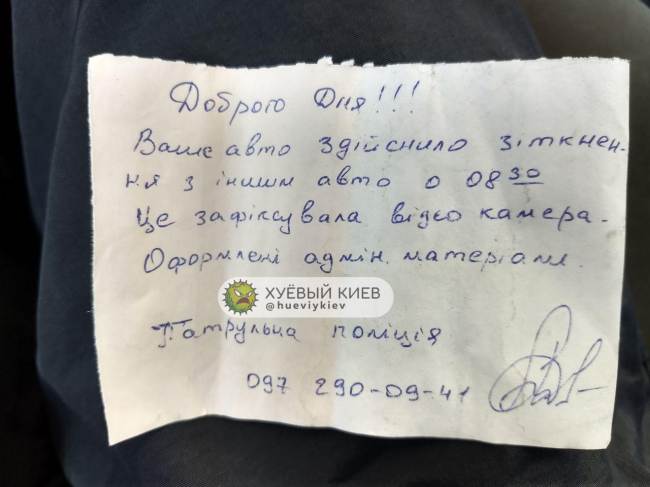 Доброго Дня!!!
Ваше авто здійснило зіткнен-
ня з іншим авто о 08 30
Це зафіксувала відео камера.
Оформлені адмін. матеріали.
ХУЁВЫЙ КИЕВ
@hueviykiev
Патрульна поліція
097 290-09-41